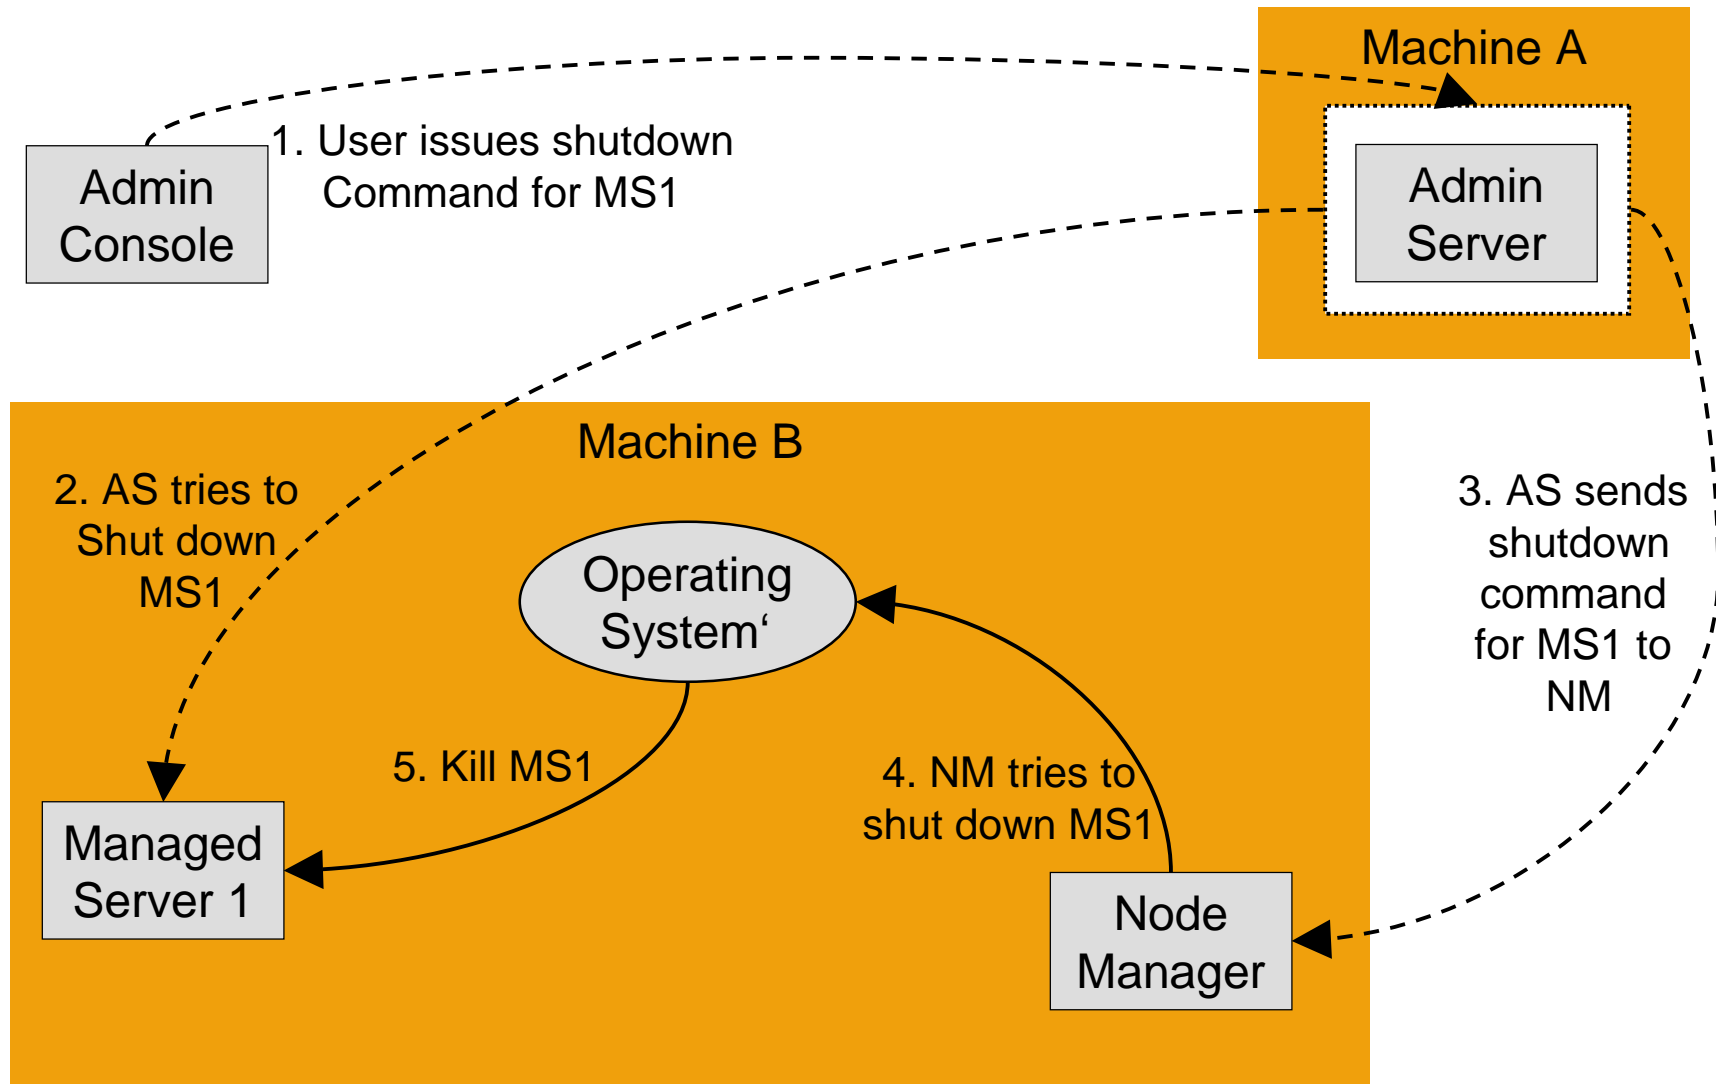 Machine A
1. User issues shutdown
Command for MS1
Admin
Console
Admin
Server
Machine B
2. AS tries to
Shut down
MS1
3. AS sends
shutdown
command
for MS1 to
NM
Operating
System‘
5. Kill MS1
4. NM tries to
shut down MS1
Managed
Server 1
Node
Manager